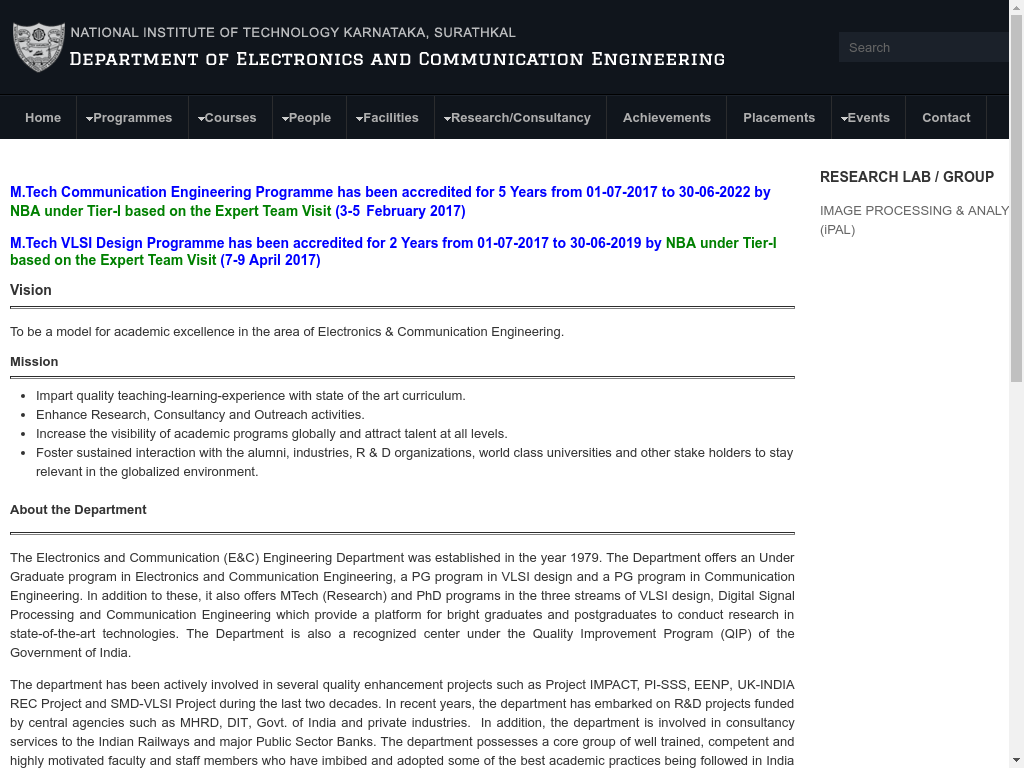 NATIONAL INSTITUTE OF TECHNOLOGY KARNATAKA, SURATHKAL
Department of Electronics and Communication Engineering
Search
Home Programmes Courses People Facilities Research/Consultancy Achievements Placements Events Contact
M.Tech Communication Engineering Programme has been accredited for 5 Years from 01-07-2017 to 30-06-2022 by
NBA under Tier-I based on the Expert Team Visit (3-5 February 2017)
M.Tech VLSI Design Programme has been accredited for 2 Years from 01-07-2017 to 30-06-2019 by NBA under Tier-I
based on the Expert Team Visit (7-9 April 2017)
Vision
To be a model for academic excellence in the area of Electronics & Communication Engineering.
Mission
• Impart quality teaching-learning-experience with state of the art curriculum.
• Enhance Research, Consultancy and Outreach activities.
• Increase the visibility of academic programs globally and attract talent at all levels.
• Foster sustained interaction with the alumni, industries, R & D organizations, world class universities and other stake holders to stay
relevant in the globalized environment.
About the Department
The Electronics and Communication (E&C) Engineering Department was established in the year 1979. The Department offers an Under
Graduate program in Electronics and Communication Engineering, a PG program in VLSI design and a PG program in Communication
Engineering. In addition to these, it also offers MTech (Research) and PhD programs in the three streams of VLSI design, Digital Signal
Processing and Communication Engineering which provide a platform for bright graduates and postgraduates to conduct research in
state-of-the-art technologies. The Department is also a recognized center under the Quality Improvement Program (QIP) of the
Government of India.
The department has been actively involved in several quality enhancement projects such as Project IMPACT, PI-SSS, EENP, UK-INDIA
REC Project and SMD-VLSI Project during the last two decades. In recent years, the department has embarked on R&D projects funded
by central agencies such as MHRD, DIT, Govt. of India and private industries. In addition, the department is involved in consultancy
services to the Indian Railways and major Public Sector Banks. The department possesses a core group of well trained, competent and
highly motivated faculty and staff members who have imbibed and adopted some of the best academic practices being followed in India
RESEARCH LAB / GROUP
IMAGE PROCESSING & ANALY
(iPAL)